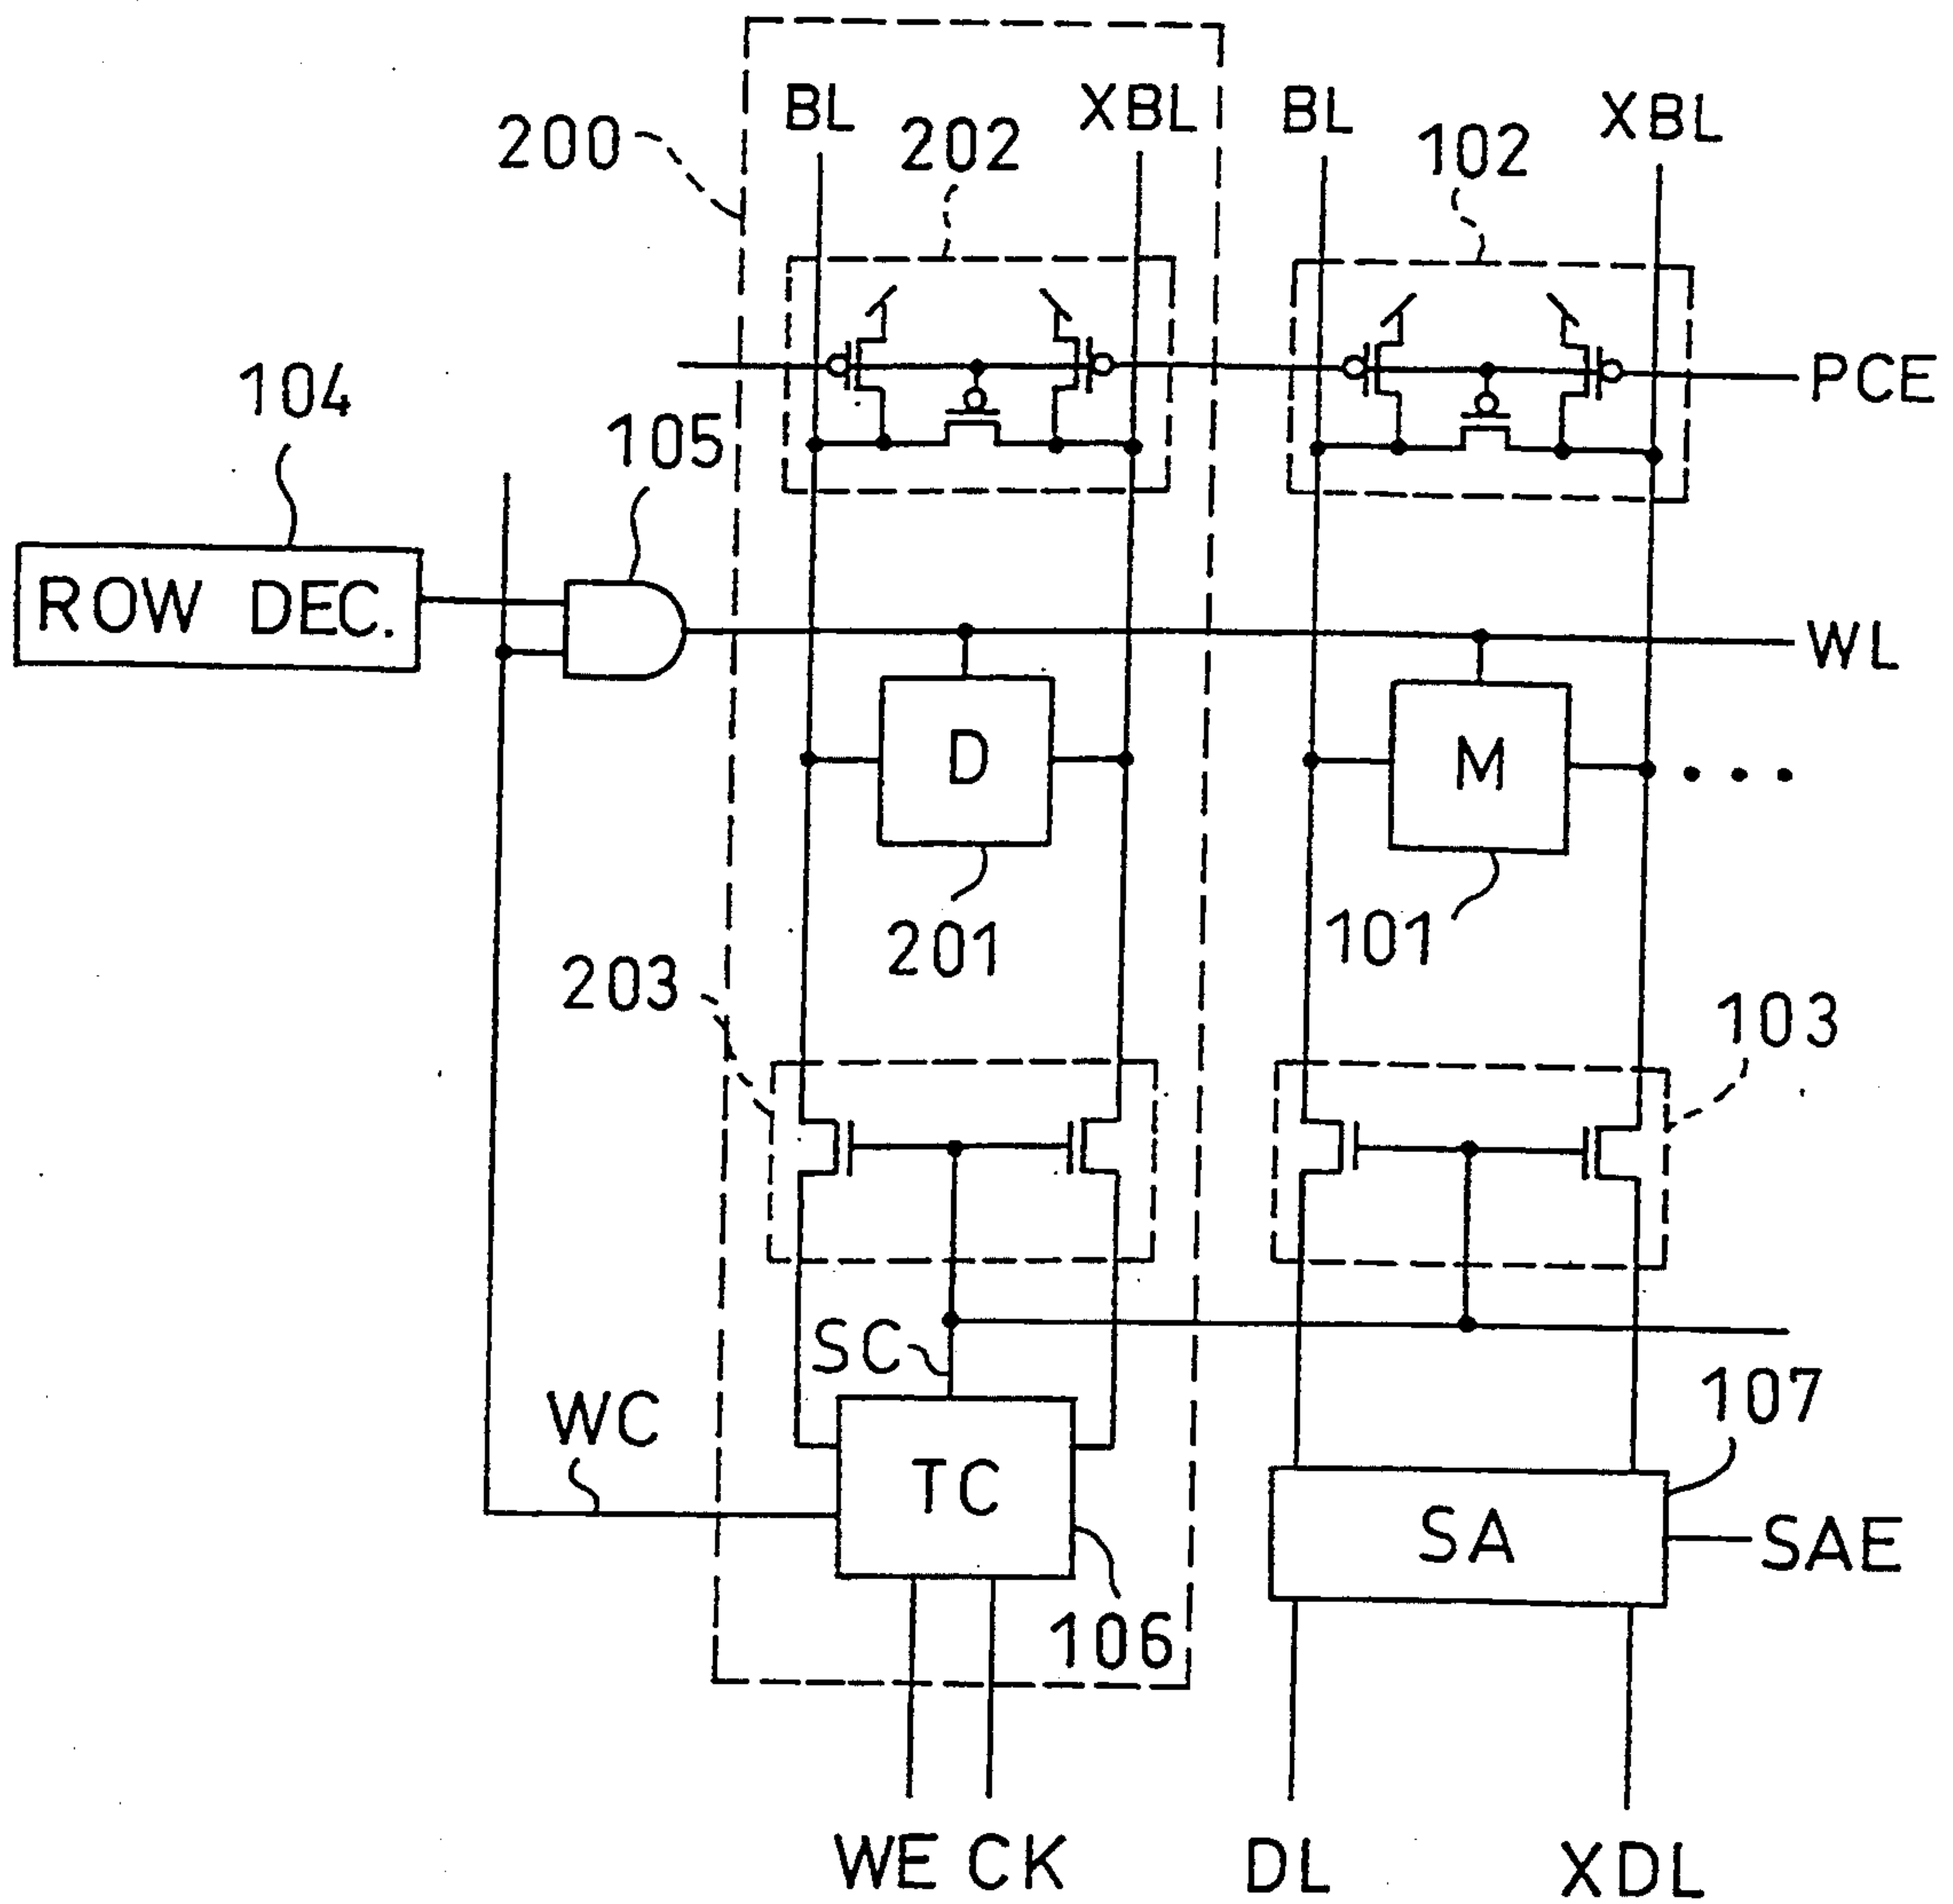 BL
XBL
BL
XBL
200
202
102
104
105
PCE
ROW DEC.
WL
D
M
201
101
203
103
SC
WC
107
TC
SA
SAE
106
WE
CK
DL
XDL